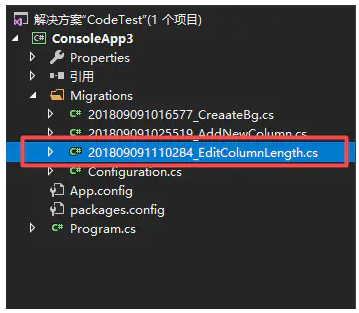 解决方案"CodeTest"(1 个项目)
ConsoleApp3
Properties
引用
Migrations
201809091016577_CreaateBg.cs
201809091025519_AddNewColumn.cs
201809091110284_EditColumnLength.cs
Configuration.cs
App.config
packages.config
Program.cs